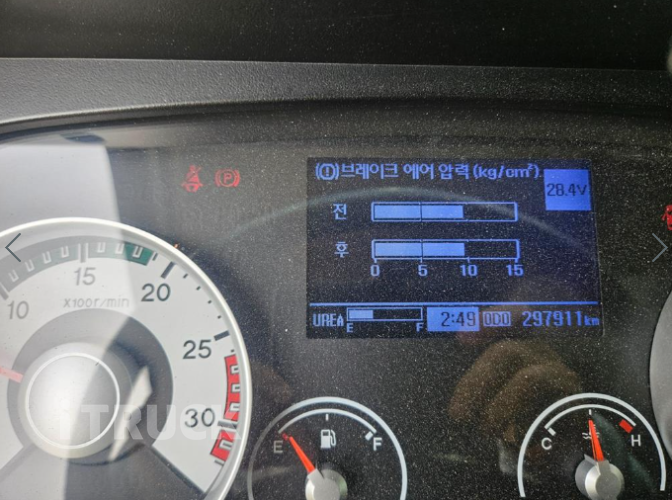 (!)브레이크 에어 압력(kg/cm²)
28.4V
전
후
0 5 10 15
UREA E F 2:49 ODO 297911km
10 15 20 25 30
X100r/min
P
E F
C H
iTRUCK